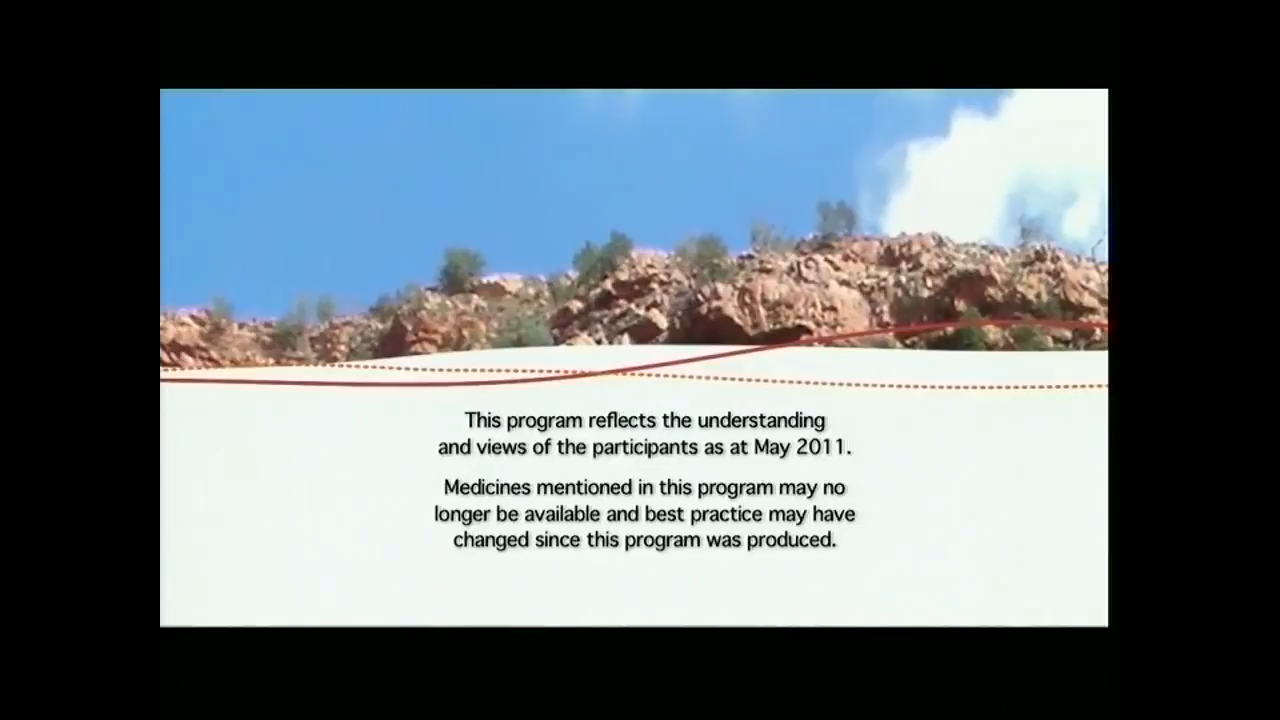 This program reflects the understanding
and views of the participants as at May 2011.
Medicines mentioned in this program may no
longer be available and best practice may have
changed since this program was produced.